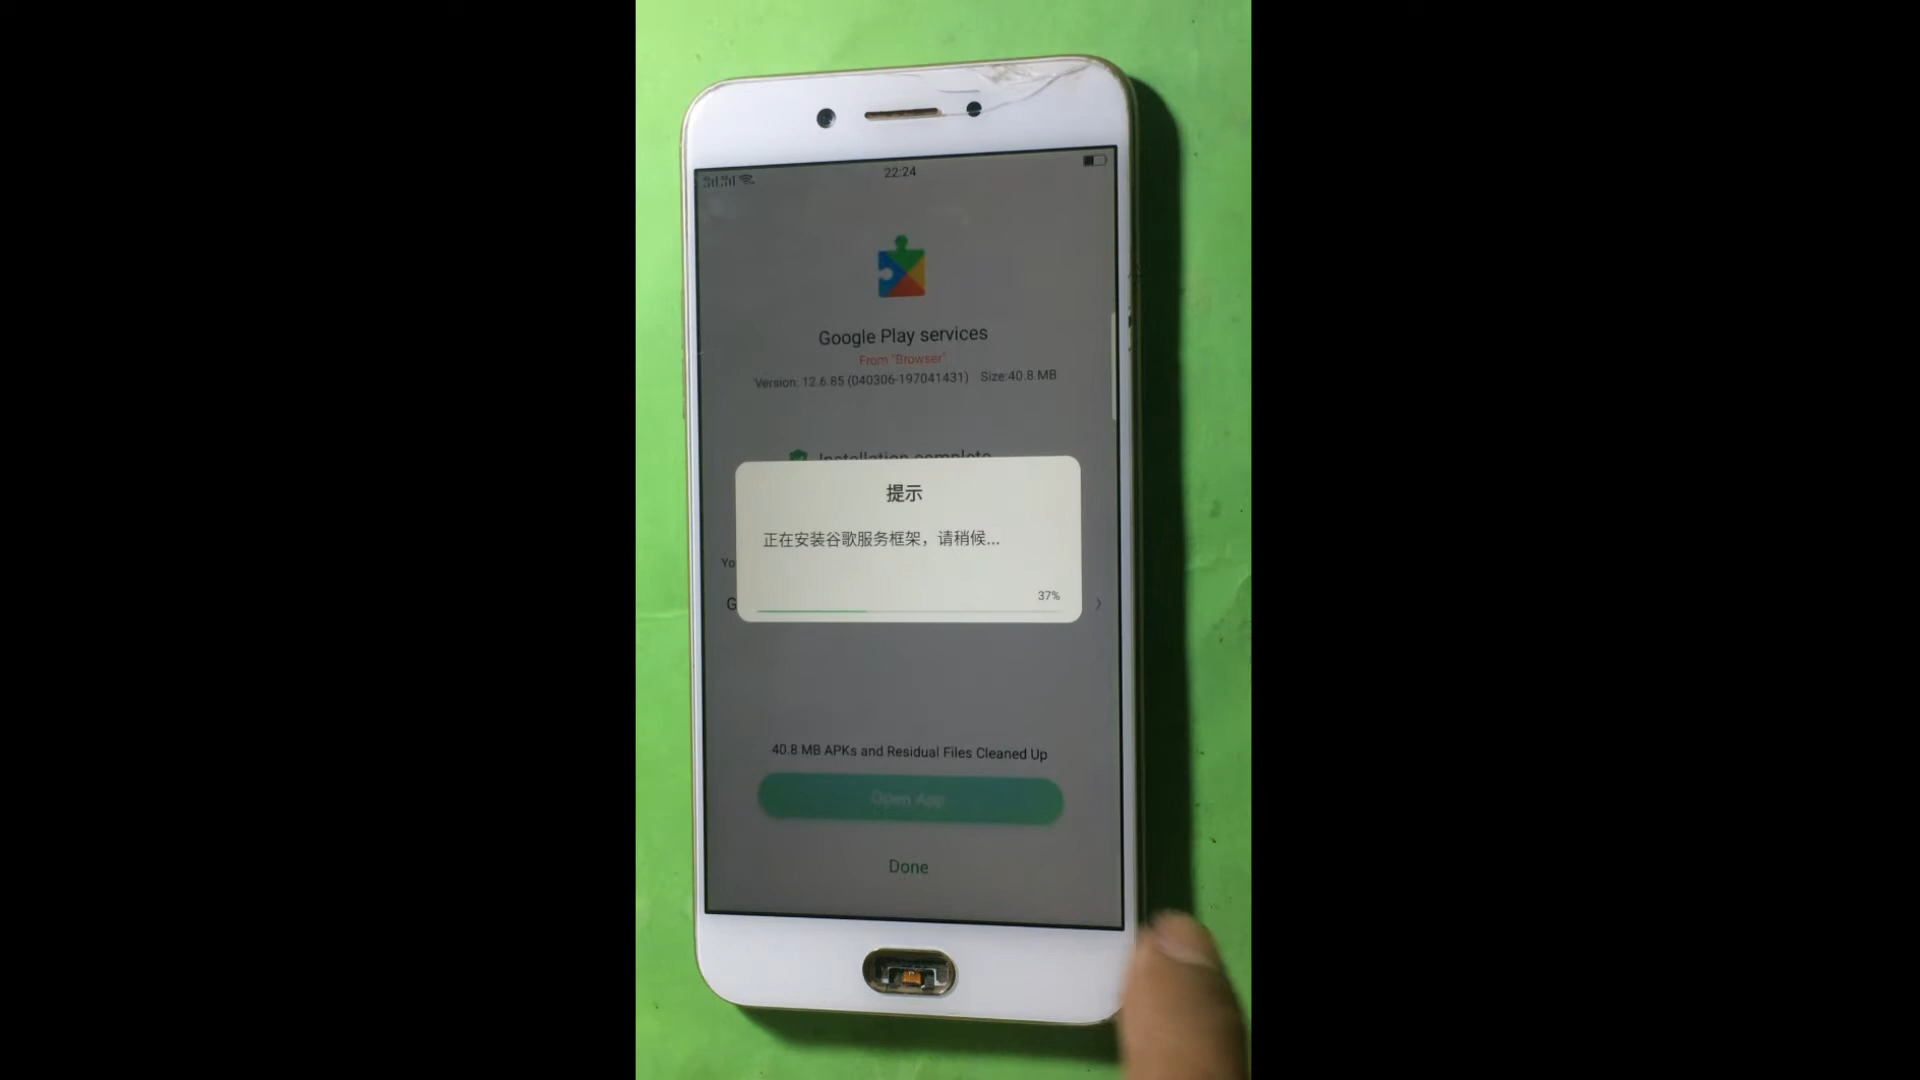 22:24
Google Play services
From "Browser"
Version: 12.6.85 (040306-197041431) Size:40.8 MB
Installation complete
提示
正在安装谷歌服务框架，请稍候...
Yo
37%
G
40.8 MB APKs and Residual Files Cleaned Up
Open App
Done